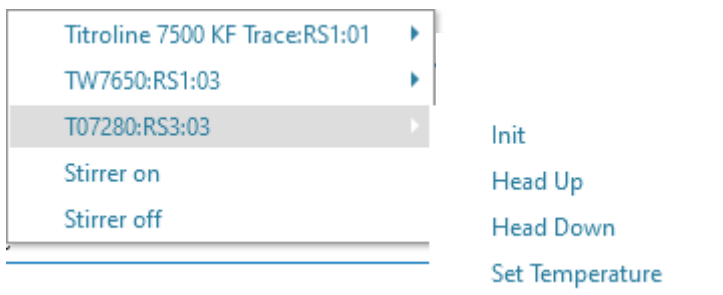 Titroline 7500 KF Trace:RS1:01
TW7650:RS1:03
T07280:RS3:03
Stirrer on
Stirrer off
Init
Head Up
Head Down
Set Temperature